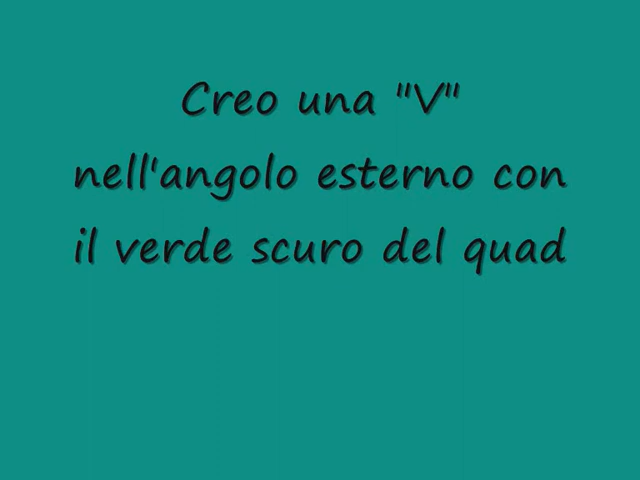 Creo una "V"
nell'angolo esterno con
il verde scuro del quad